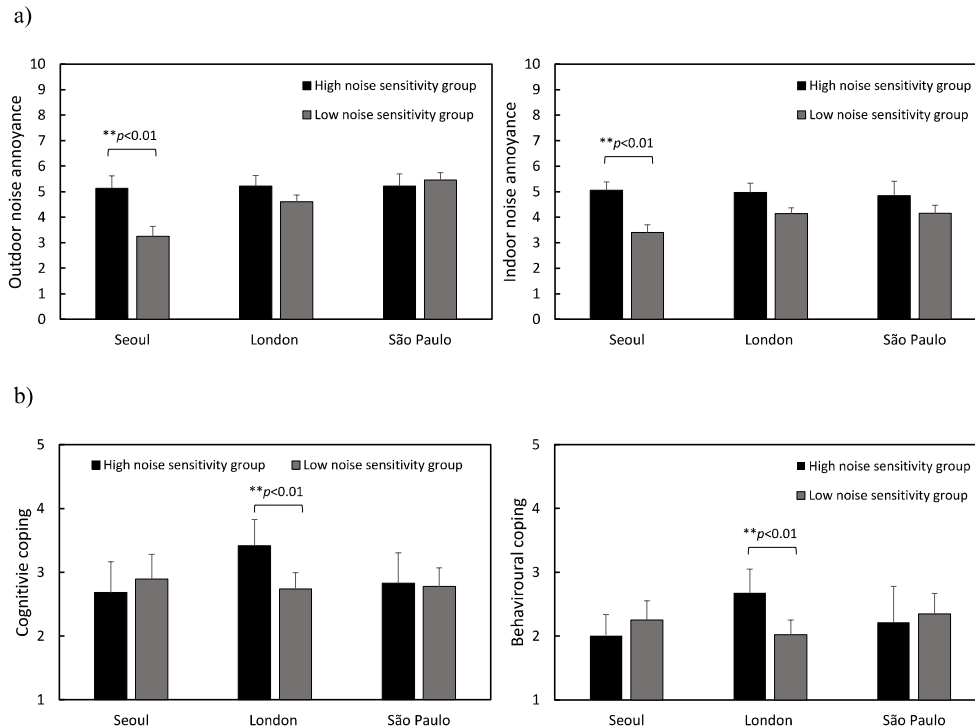 a)
10
9
8
7
6
5
4
3
2
1
0
Outdoor noise annoyance
High noise sensitivity group
Low noise sensitivity group
**p<0.01
Seoul London São Paulo
10
9
8
7
6
5
4
3
2
1
0
Indoor noise annoyance
High noise sensitivity group
Low noise sensitivity group
**p<0.01
Seoul London São Paulo
b)
5
4
3
2
1
Cognitivie coping
High noise sensitivity group Low noise sensitivity group
**p<0.01
Seoul London São Paulo
5
4
3
2
1
Behaviroural coping
High noise sensitivity group
Low noise sensitivity group
**p<0.01
Seoul London São Paulo